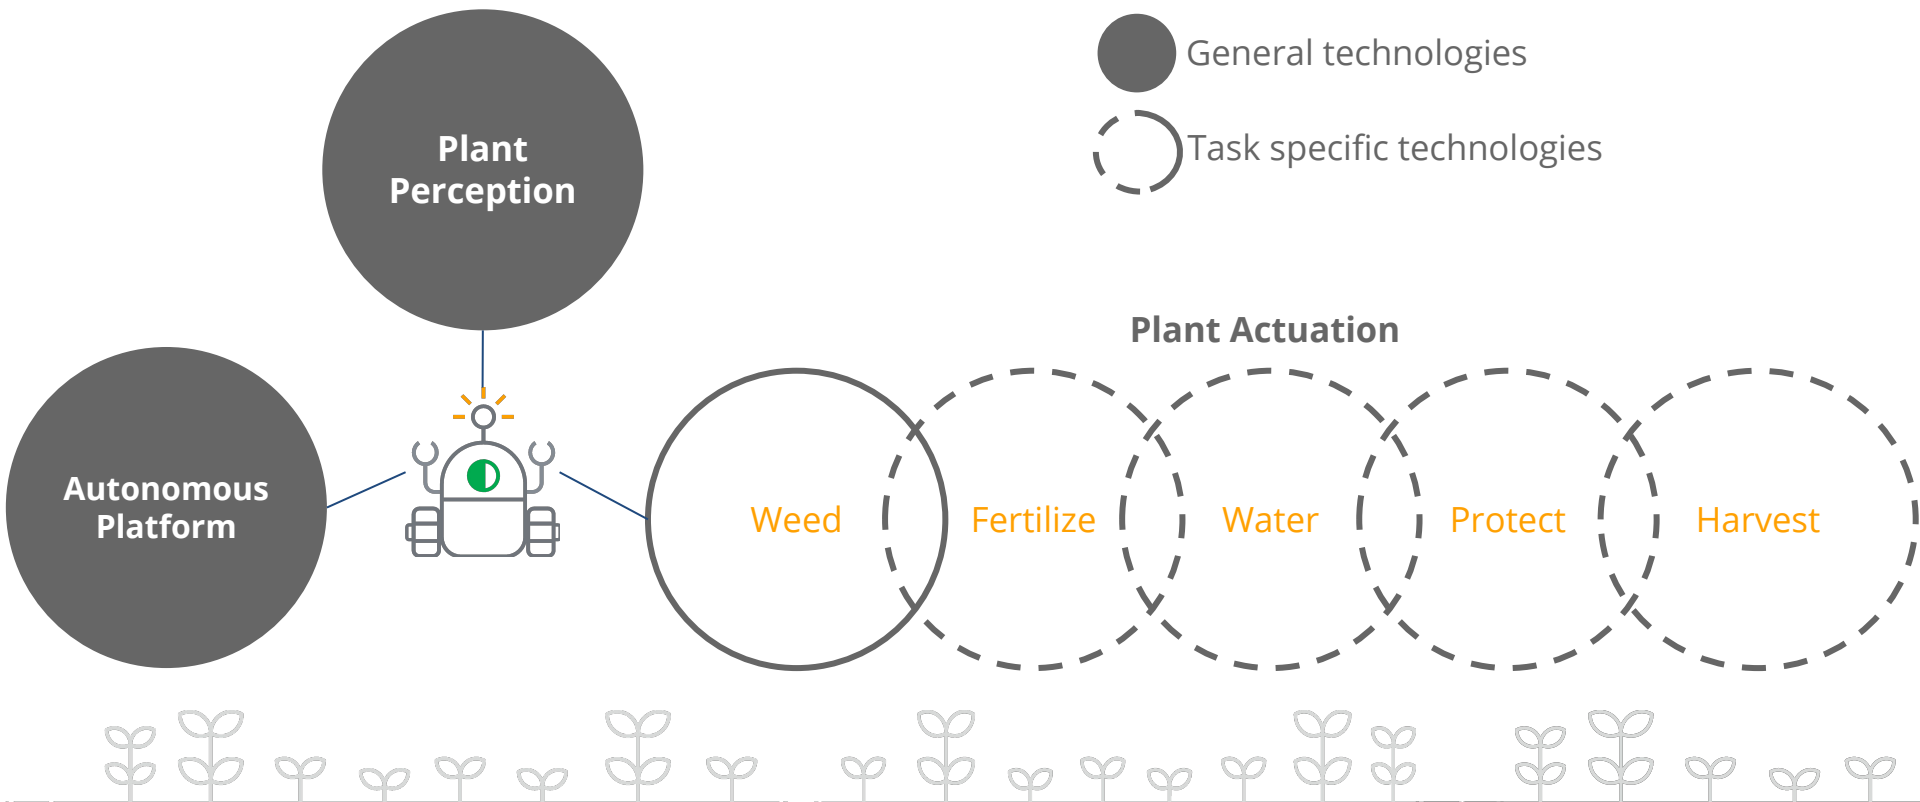 General technologies
Task specific technologies
Plant
Perception
Plant Actuation
Autonomous
Platform
Weed
Fertilize
Water
Protect
Harvest